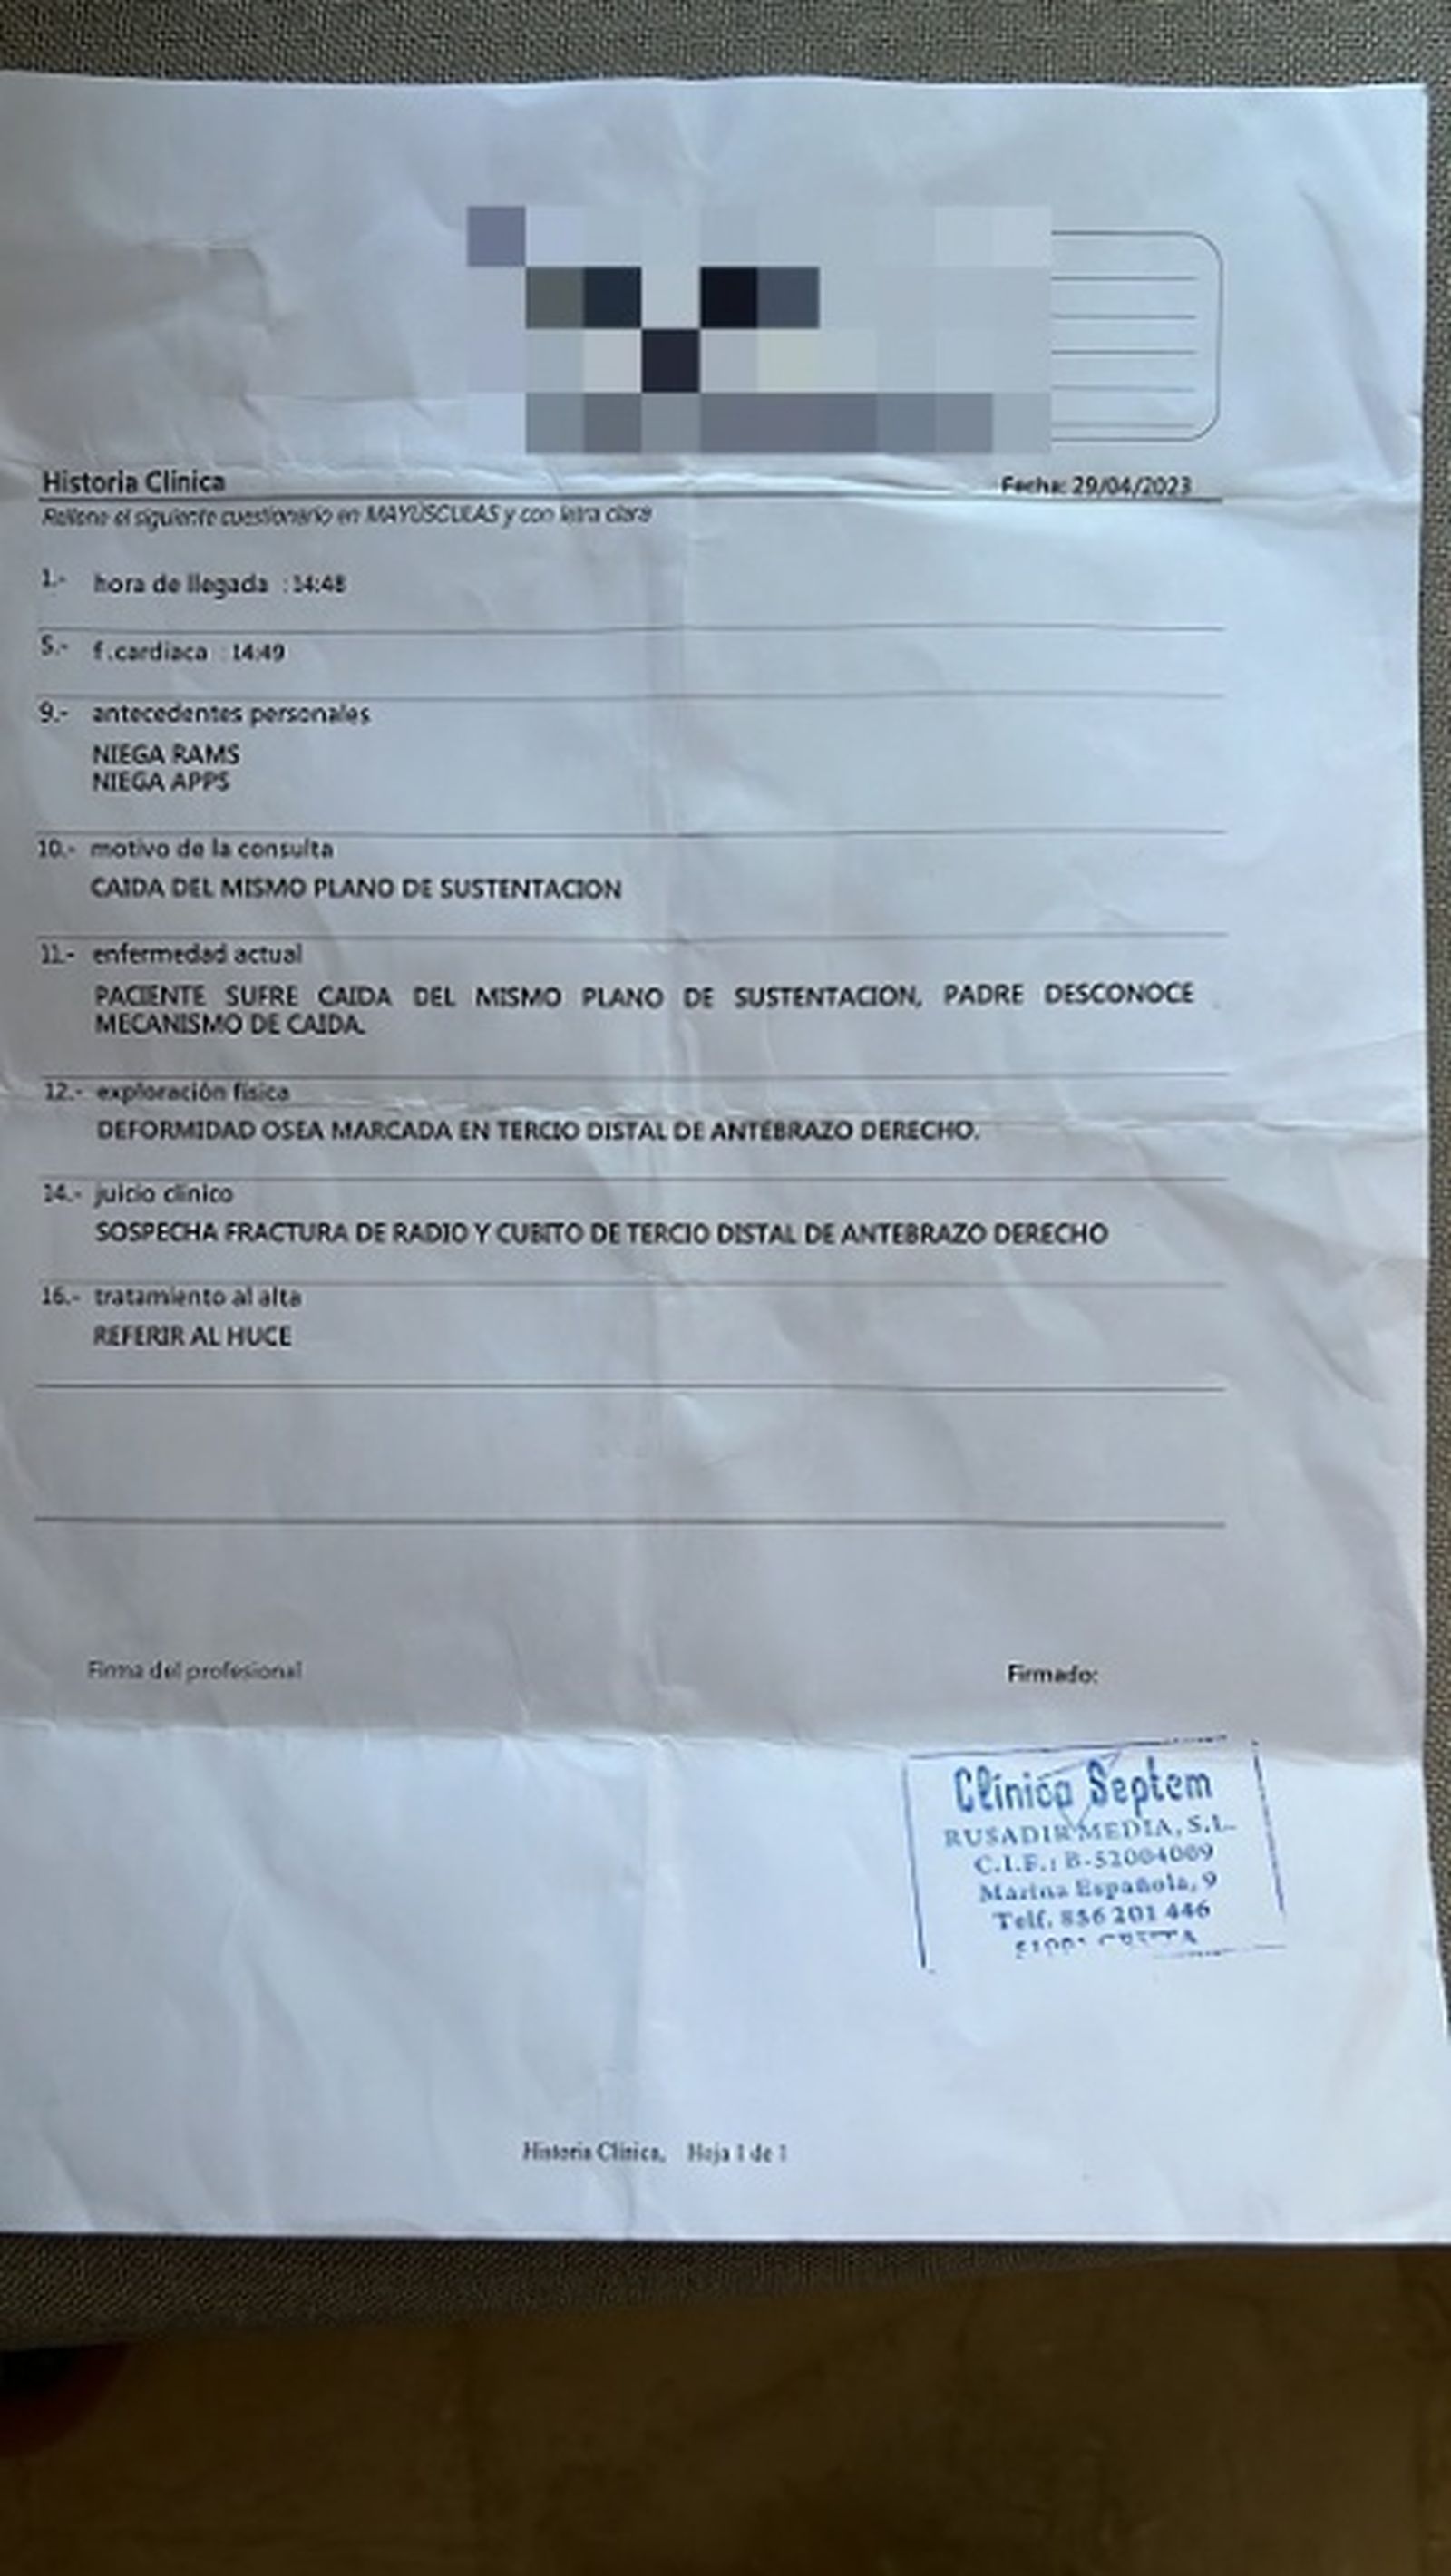 Historia Clínica
Fecha: 29/04/2023
Rellene el siguiente cuestionario en MAYÚSCULAS y con letra clara
1.- hora de llegada : 14:48
5.- f.cardiaca : 14:49
9.- antecedentes personales
NIEGA RAMS
NIEGA APPS
10.- motivo de la consulta
CAIDA DEL MISMO PLANO DE SUSTENTACION
11.- enfermedad actual
PACIENTE SUFRE CAIDA DEL MISMO PLANO DE SUSTENTACION, PADRE DESCONOCE
MECANISMO DE CAIDA.
12.- exploración física
DEFORMIDAD OSEA MARCADA EN TERCIO DISTAL DE ANTEBRAZO DERECHO.
14.- juicio clínico
SOSPECHA FRACTURA DE RADIO Y CUBITO DE TERCIO DISTAL DE ANTEBRAZO DERECHO
16.- tratamiento al alta
REFERIR AL HUCE
Firma del profesional
Firmado:
Clínica Septem
RUSADIR MEDIA, S.L.
C.I.F.: B-52004009
Marina Española, 9
Telf. 856 201 446
Historia Clínica, Hoja 1 de 1